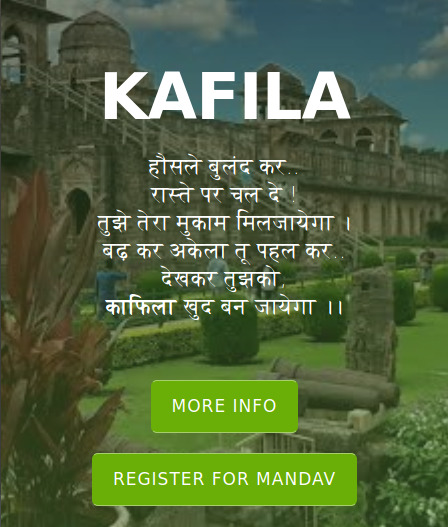 KAFILA
हौसले बुलंद कर..
रास्ते पर चल दे !
तुझे तेरा मुकाम मिलजायेगा ।
बढ़ कर अकेला तू पहल कर..
देखकर तुझकी,
काफिला खुद बन जायेगा ।।
MORE INFO
REGISTER FOR MANDAV